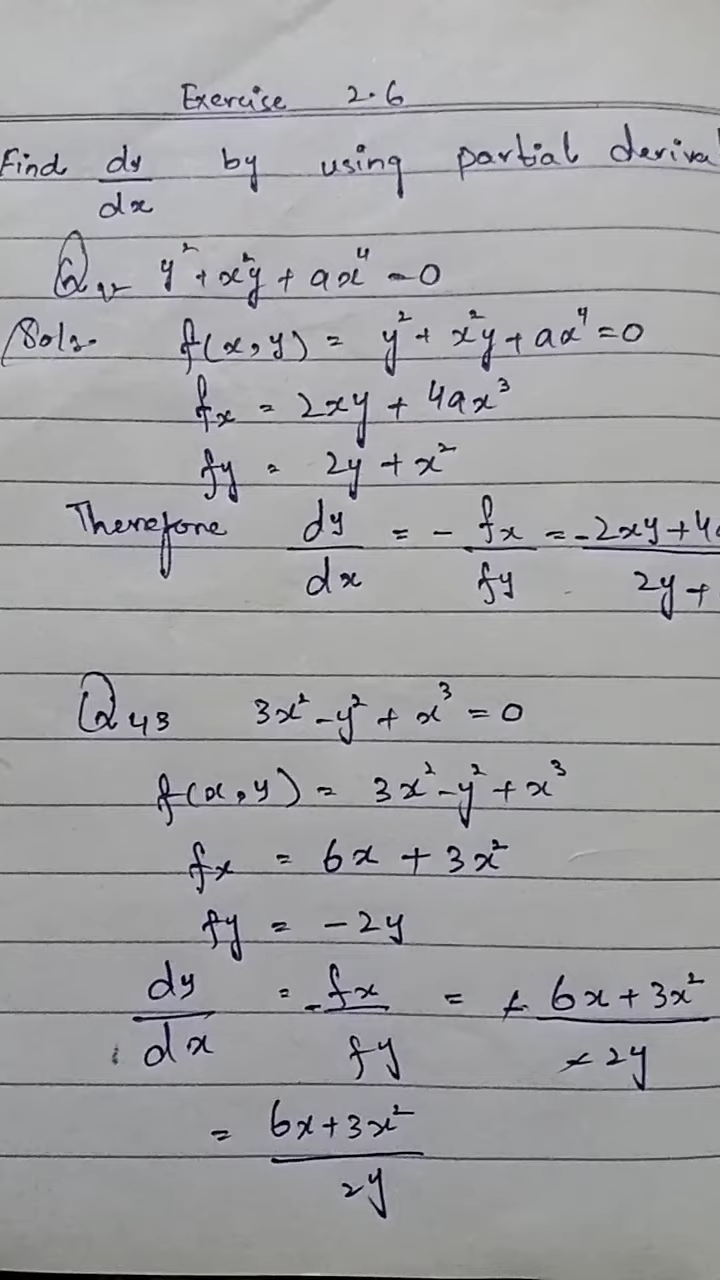 Exercise 2.6
Find dy/dx by using partial deriva
Q y² + x²y + ax⁴ = 0
Sol:- f(x,y) = y² + x²y + ax⁴ = 0
fx = 2xy + 4ax³
fy = 2y + x²
Therefore dy/dx = - fx/fy = -2xy+4a/2y+
Q 43 3x² - y² + x³ = 0
f(x,y) = 3x² - y² + x³
fx = 6x + 3x²
fy = -2y
dy/dx = -fx/fy = - 6x + 3x²/-2y
= 6x+3x²/2y